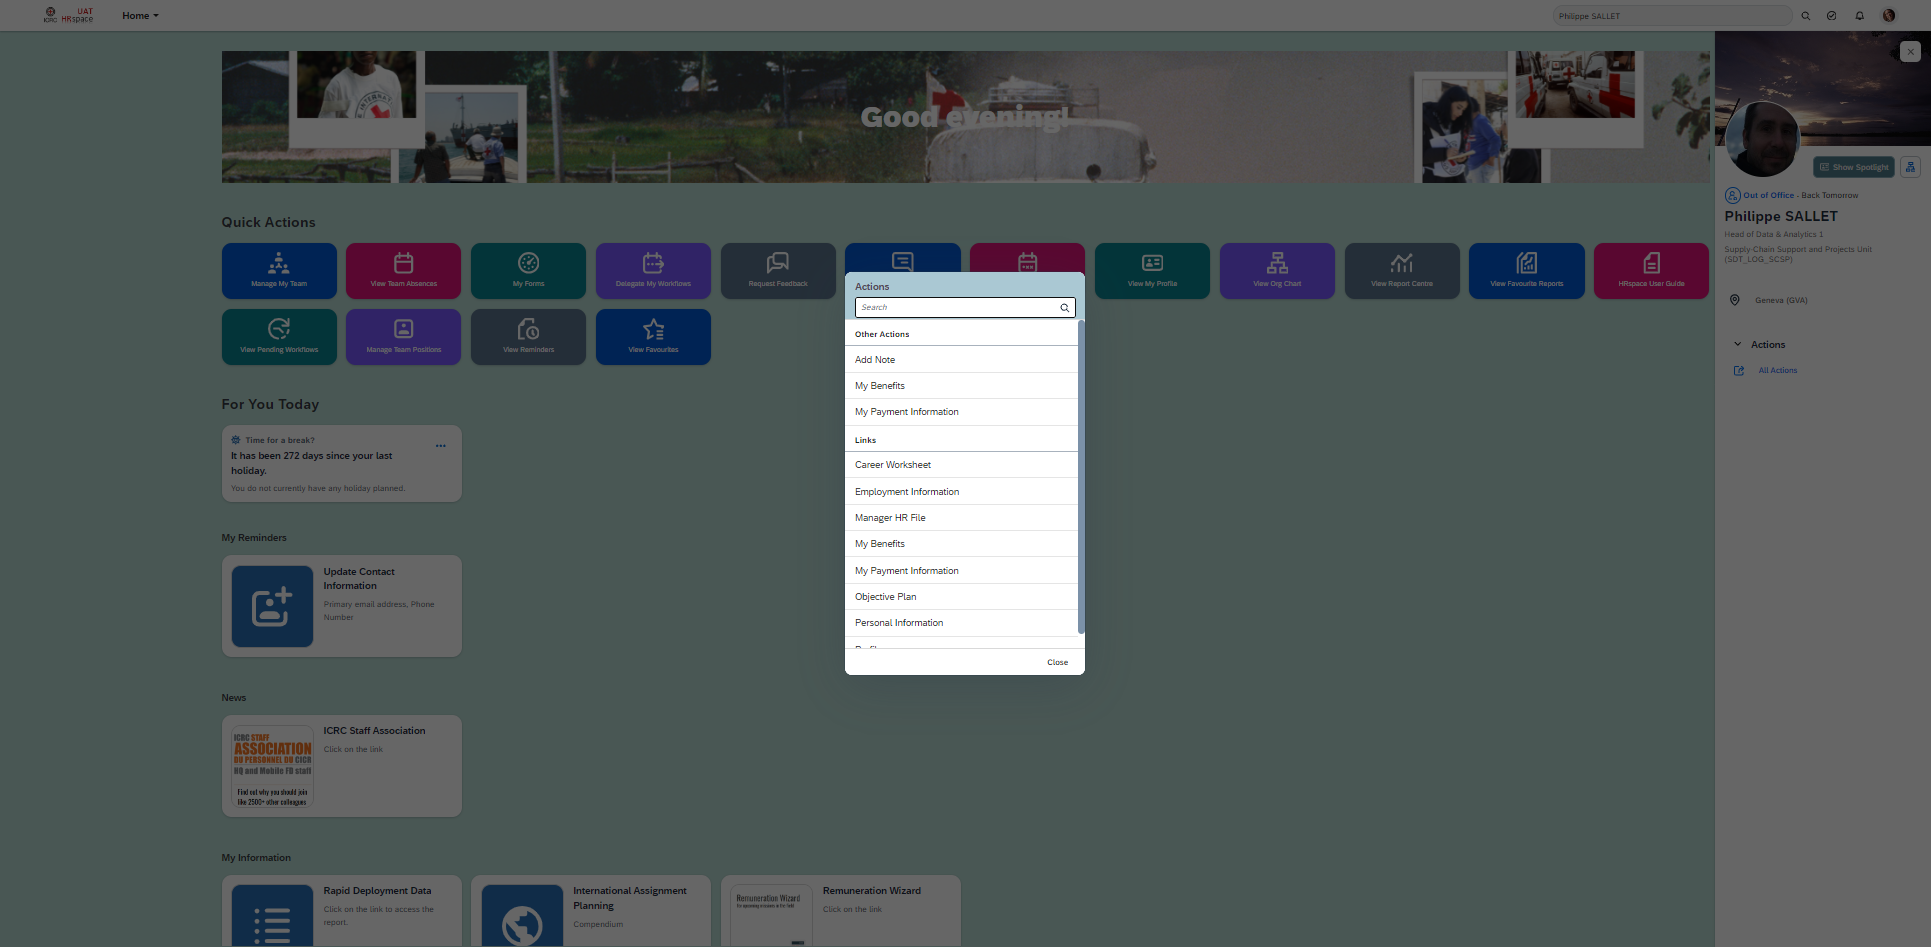 ICRC
UAT
HRspace
Home
Philippe SALLET
Good evening!
Show Spotlight
Out of Office - Back Tomorrow
Philippe SALLET
Head of Data & Analytics 1
Supply-Chain Support and Projects Unit
(SDT_LOG_SCSP)
Geneva (GVA)
Actions
All Actions
Quick Actions
Manage My Team
View Team Absences
My Forms
Delegate My Workflows
Request Feedback
View My Profile
View Org Chart
View Report Centre
View Favourite Reports
HRspace User Guide
View Pending Workflows
Manage Team Positions
View Reminders
View Favourites
Actions
Search
Other Actions
Add Note
My Benefits
My Payment Information
Links
Career Worksheet
Employment Information
Manager HR File
My Benefits
My Payment Information
Objective Plan
Personal Information
Close
For You Today
Time for a break?
It has been 272 days since your last
holiday.
You do not currently have any holiday planned.
My Reminders
Update Contact
Information
Primary email address, Phone
Number
News
ICRC STAFF
ASSOCIATION
DU PERSONNEL DU CICR
HQ and Mobile FO staff
Find out why you should join
like 2500+ other colleagues
ICRC Staff Association
Click on the link
My Information
Rapid Deployment Data
Click on the link to access the
report.
International Assignment
Planning
Compendium
Remuneration Wizard
Remuneration Wizard
Click on the link